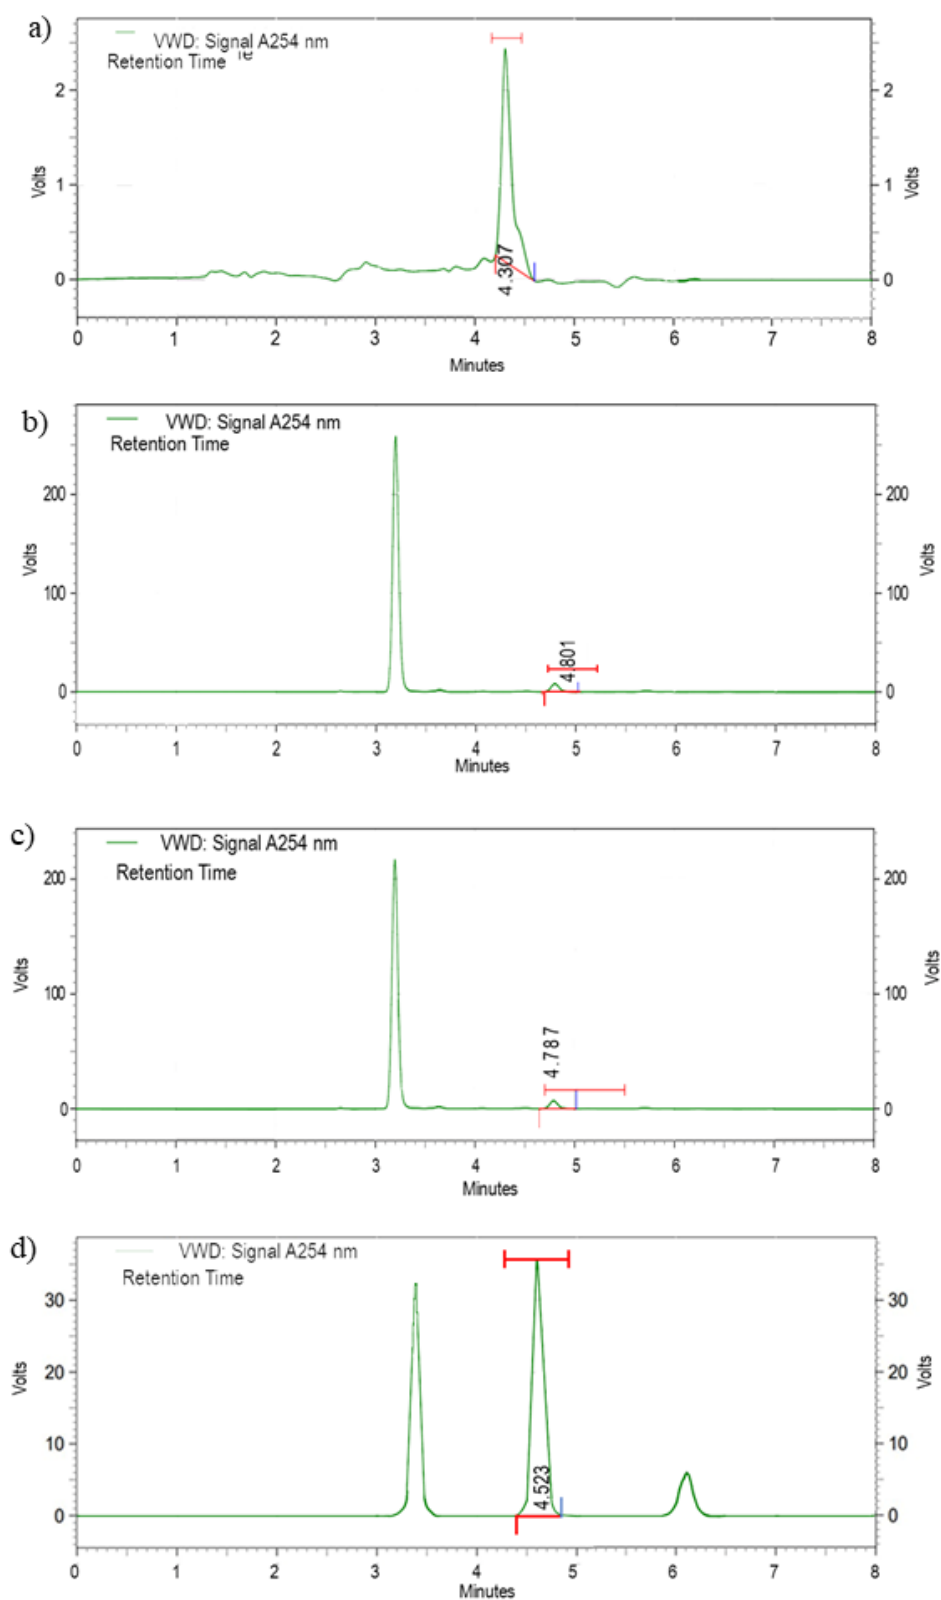 a)
VWD: Signal A254 nm
Retention Time
2 2
Volts 1 1 Volts
0 0
4.307
0 1 2 3 4 5 6 7 8
Minutes
b)
VWD: Signal A254 nm
Retention Time
200 200
Volts 100 100 Volts
4.801
0 0
0 1 2 3 4 5 6 7 8
Minutes
c)
VWD: Signal A254 nm
Retention Time
200 200
Volts 100 100 Volts
4.787
0 0
0 1 2 3 4 5 6 7 8
Minutes
d)
VWD: Signal A254 nm
Retention Time
30 30
Volts 20 20 Volts
10 10
4.523
0 0
0 1 2 3 4 5 6 7 8
Minutes